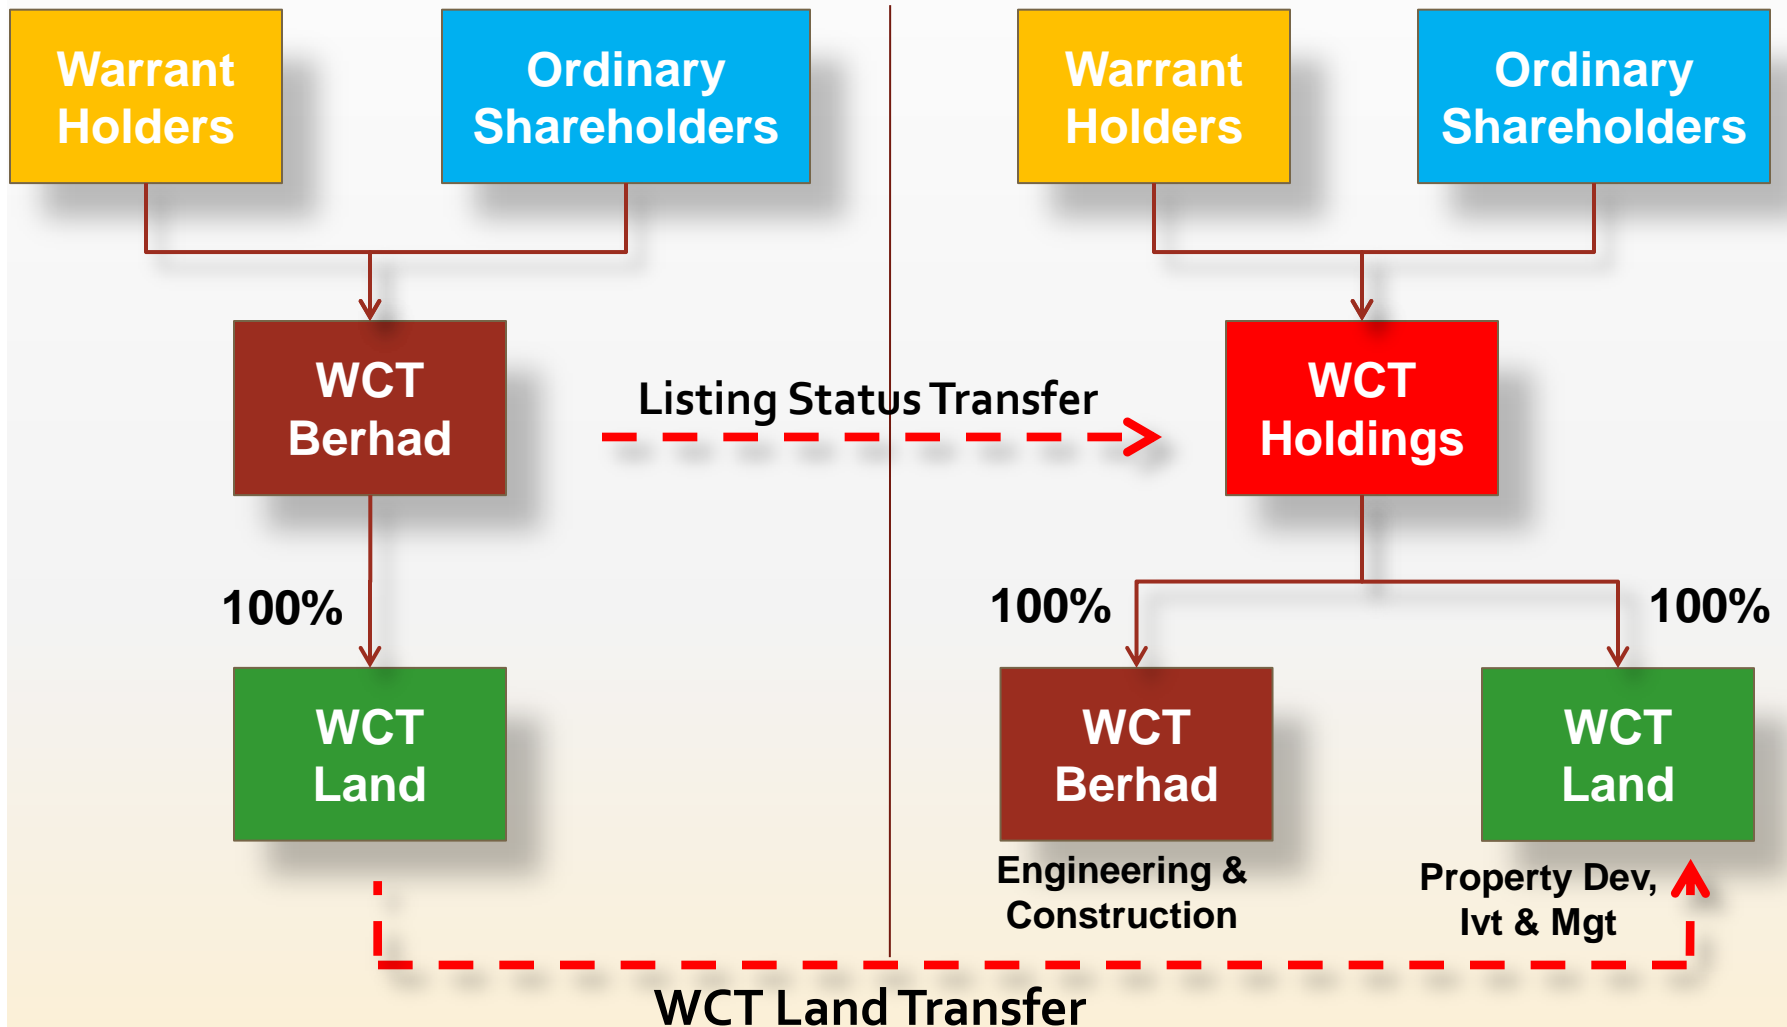 Warrant
Holders
Ordinary
Shareholders
Warrant
Holders
Ordinary
Shareholders
WCT
Berhad
Listing Status Transfer
WCT
Holdings
100%
100%
100%
WCT
Land
WCT
Berhad
WCT
Land
Engineering &
Construction
Property Dev,
Ivt & Mgt
WCT Land Transfer